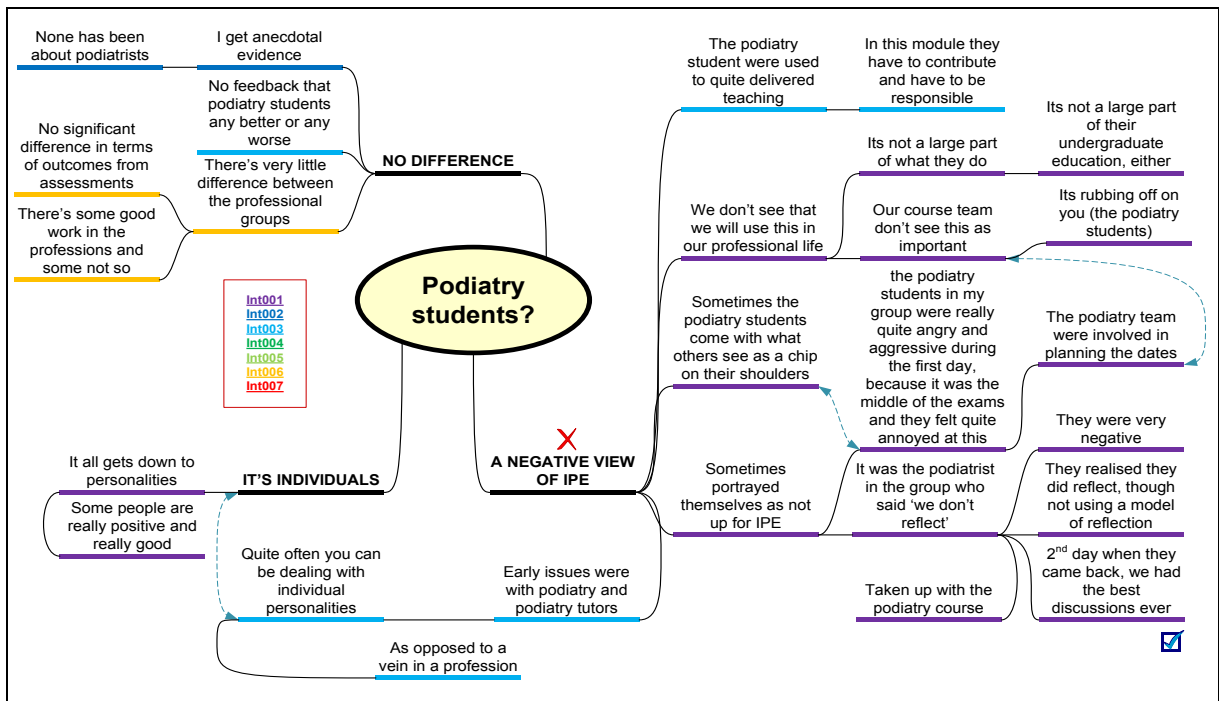 None has been
about podiatrists
I get anecdotal
evidence
No feedback that
podiatry students
any better or any
worse
No significant
difference in terms
of outcomes from
assessments
There's very little
difference between
the professional
groups
There's some good
work in the
professions and
some not so
NO DIFFERENCE
Podiatry
students?
Int001
Int002
Int003
Int004
Int005
Int006
Int007
IT'S INDIVIDUALS
It all gets down to
personalities
Some people are
really positive and
really good
A NEGATIVE VIEW
OF IPE
The podiatry
student were used
to quite delivered
teaching
In this module they
have to contribute
and have to be
responsible
We don't see that
we will use this in
our professional life
Its not a large part
of what they do
Its not a large part
of their
undergraduate
education, either
Our course team
don't see this as
important
Its rubbing off on
you (the podiatry
students)
Sometimes the
podiatry students
come with what
others see as a chip
on their shoulders
the podiatry
students in my
group were really
quite angry and
aggressive during
the first day,
because it was the
middle of the exams
and they felt quite
annoyed at this
The podiatry team
were involved in
planning the dates
Sometimes
portrayed
themselves as not
up for IPE
It was the podiatrist
in the group who
said 'we don't
reflect'
They were very
negative
They realised they
did reflect, though
not using a model
of reflection
2nd day when they
came back, we had
the best
discussions ever
Taken up with the
podiatry course
Early issues were
with podiatry and
podiatry tutors
Quite often you can
be dealing with
individual
personalities
As opposed to a
vein in a profession